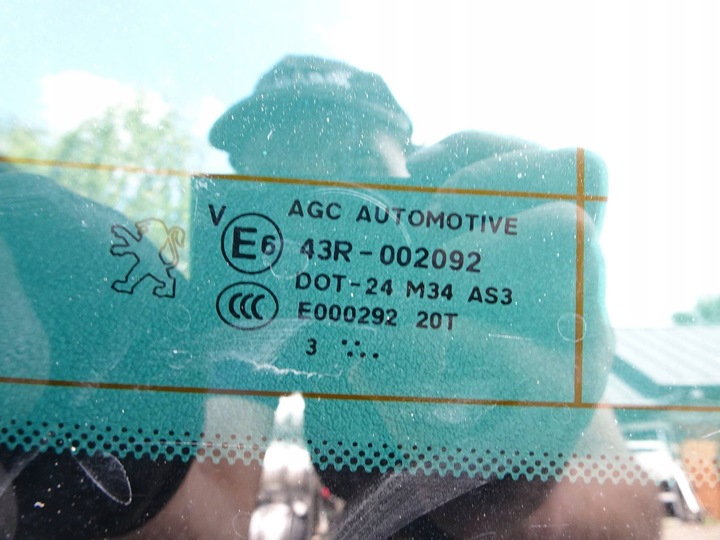 V
AGC AUTOMOTIVE
E6 43R-002092
DOT-24 M34 AS3
CCC E000292 20T
3 ..